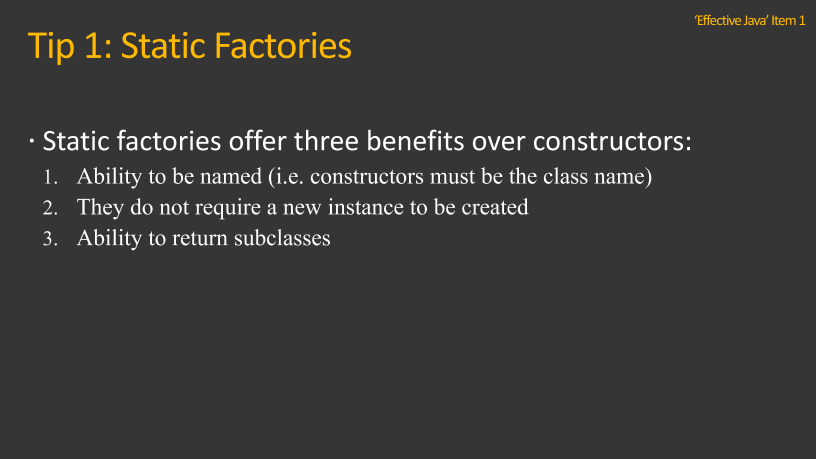 ‘Effective Java’ Item 1
Tip 1: Static Factories
· Static factories offer three benefits over constructors:
1. Ability to be named (i.e. constructors must be the class name)
2. They do not require a new instance to be created
3. Ability to return subclasses